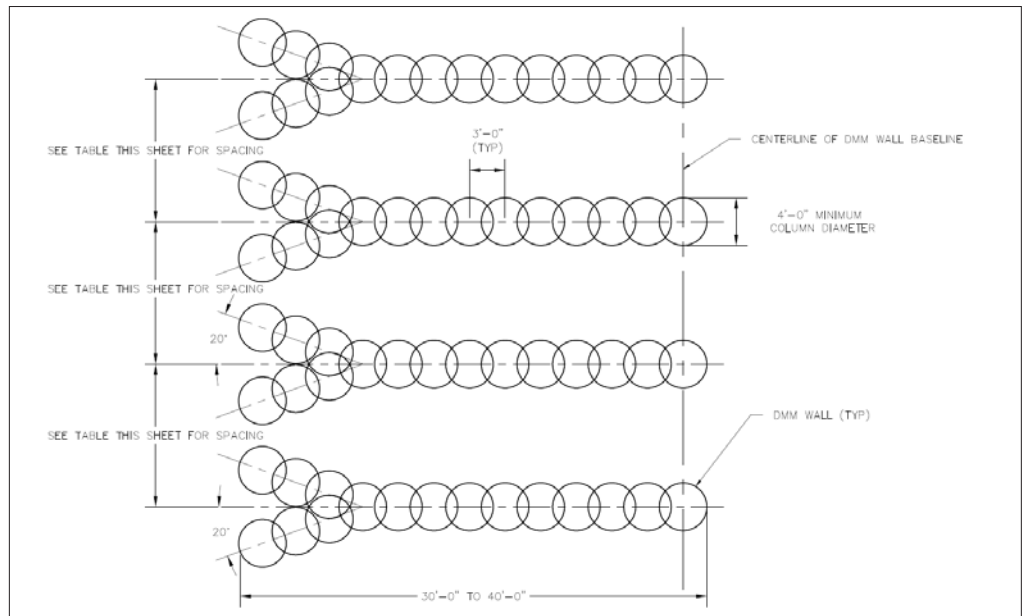 3'-0"
(TYP)
CENTERLINE OF DMM WALL BASELINE
SEE TABLE THIS SHEET FOR SPACING
4'-0" MINIMUM
COLUMN DIAMETER
SEE TABLE THIS SHEET FOR SPACING
20°
DMM WALL (TYP)
SEE TABLE THIS SHEET FOR SPACING
20°
30'-0" TO 40'-0"